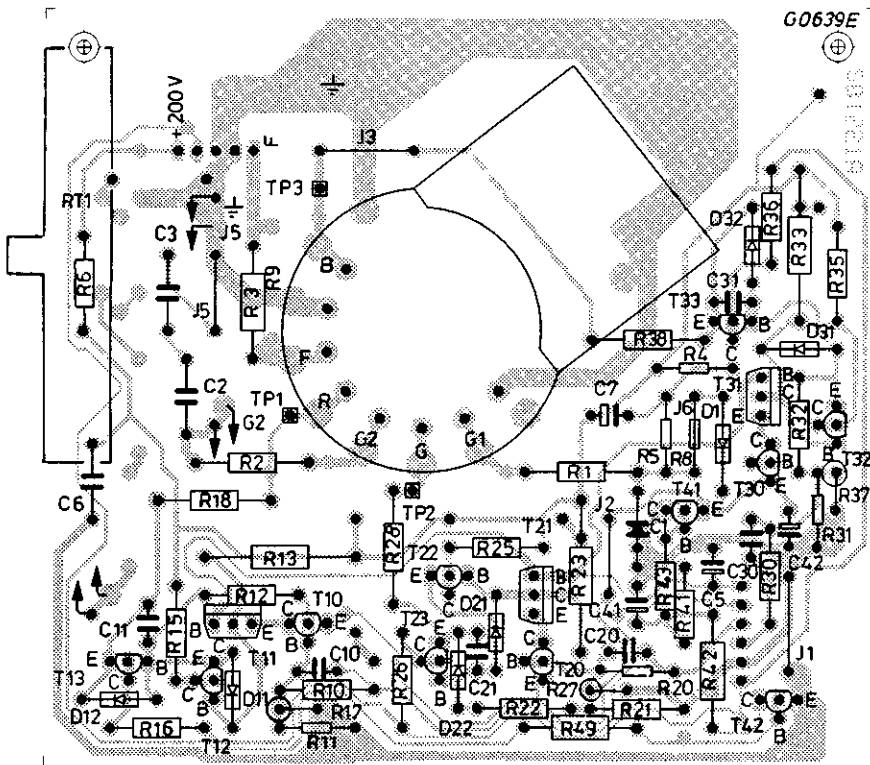 G0639E
+ 200 V
F
J3
TP3
RT1
C3
J5
R6
J5
R3
R9
B
F
R
TP1
C2
G2
G2
G
G1
R2
C6
R18
TP2
R28
D32
R36
R33
R35
C31
T33
E
B
C
D31
R38
R4
T31
B
C
E
R32
E
C
B
C7
J6
D1
R5
R8
C
B
E
T32
R37
R1
T41
T30
C
E
B
J2
C1
R31
C42
R13
T22
R25
T21
R23
R43
C30
R30
R12
T10
C
B
E
D21
B
C
E
C41
R41
C5
C11
R15
B
C
E
C
E
B
T23
E
C
B
C20
R42
J1
E
B
C
T13
T11
E
C
B
C10
R26
C21
E
C
B
T20
R27
R20
D12
D11
R10
R17
R16
T12
R11
D22
R22
R21
R49
T42
C
E
B